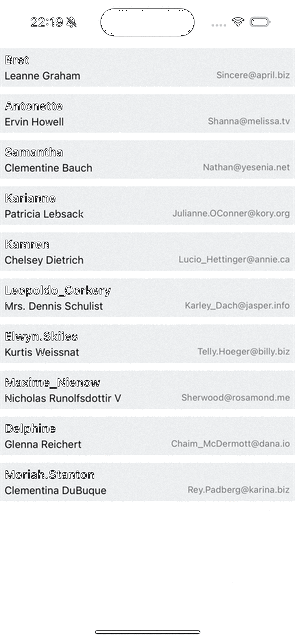 22:19
Bret
Leanne Graham Sincere@april.biz
Antonette
Ervin Howell Shanna@melissa.tv
Samantha
Clementine Bauch Nathan@yesenia.net
Karianne
Patricia Lebsack Julianne.OConner@kory.org
Kamren
Chelsey Dietrich Lucio_Hettinger@annie.ca
Leopoldo_Corkery
Mrs. Dennis Schulist Karley_Dach@jasper.info
Elwyn.Skiles
Kurtis Weissnat Telly.Hoeger@billy.biz
Maxime_Nienow
Nicholas Runolfsdottir V Sherwood@rosamond.me
Delphine
Glenna Reichert Chaim_McDermott@dana.io
Moriah.Stanton
Clementina DuBuque Rey.Padberg@karina.biz